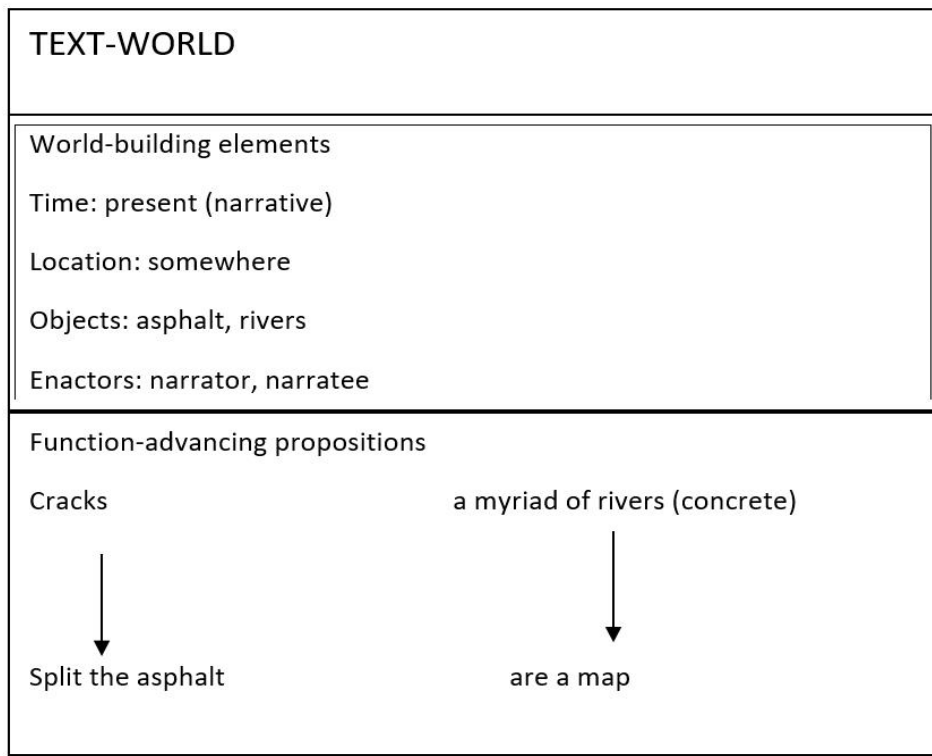 TEXT-WORLD
World-building elements
Time: present (narrative)
Location: somewhere
Objects: asphalt, rivers
Enactors: narrator, narratee
Function-advancing propositions
Cracks a myriad of rivers (concrete)
Split the asphalt are a map